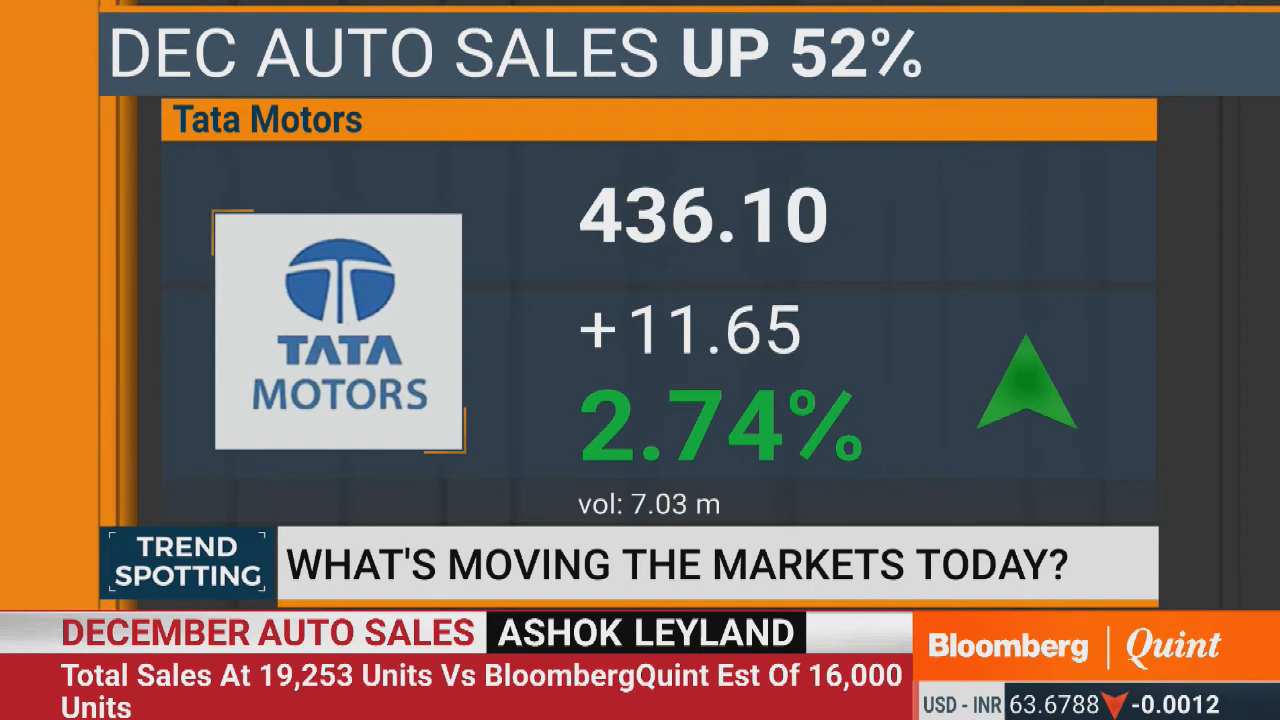 DEC AUTO SALES UP 52%
Tata Motors
436.10
TATA
MOTORS
+11.65
2.74%
vol: 7.03 m
TREND
SPOTTING
WHAT'S MOVING THE MARKETS TODAY?
DECEMBER AUTO SALES ASHOK LEYLAND
Total Sales At 19,253 Units Vs BloombergQuint Est Of 16,000
Units
Bloomberg | Quint
USD - INR 63.6788 -0.0012